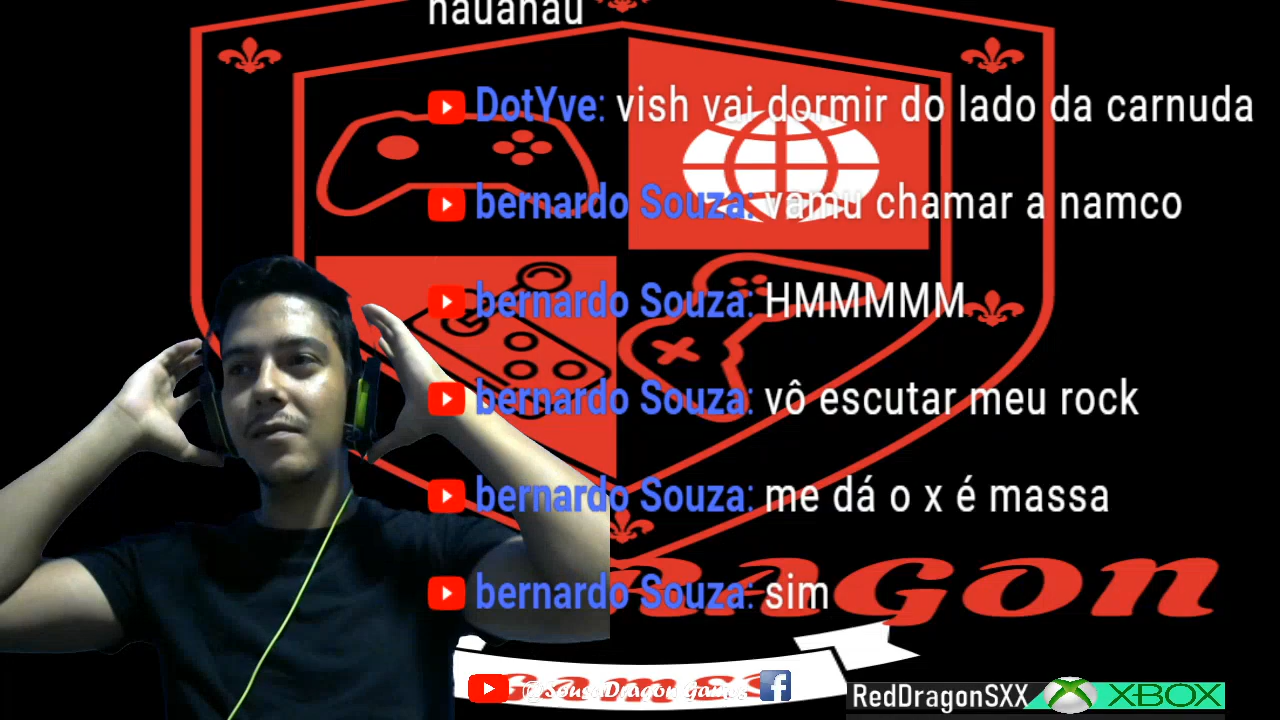 hauahau
DotYve: vish vai dormir do lado da carnuda
bernardo Souza: vamu chamar a namco
bernardo Souza: HMMMMM
bernardo Souza: vô escutar meu rock
bernardo Souza: me dá o x é massa
bernardo Souza: sim
@SousaDragon Games
RedDragonSXX XBOX